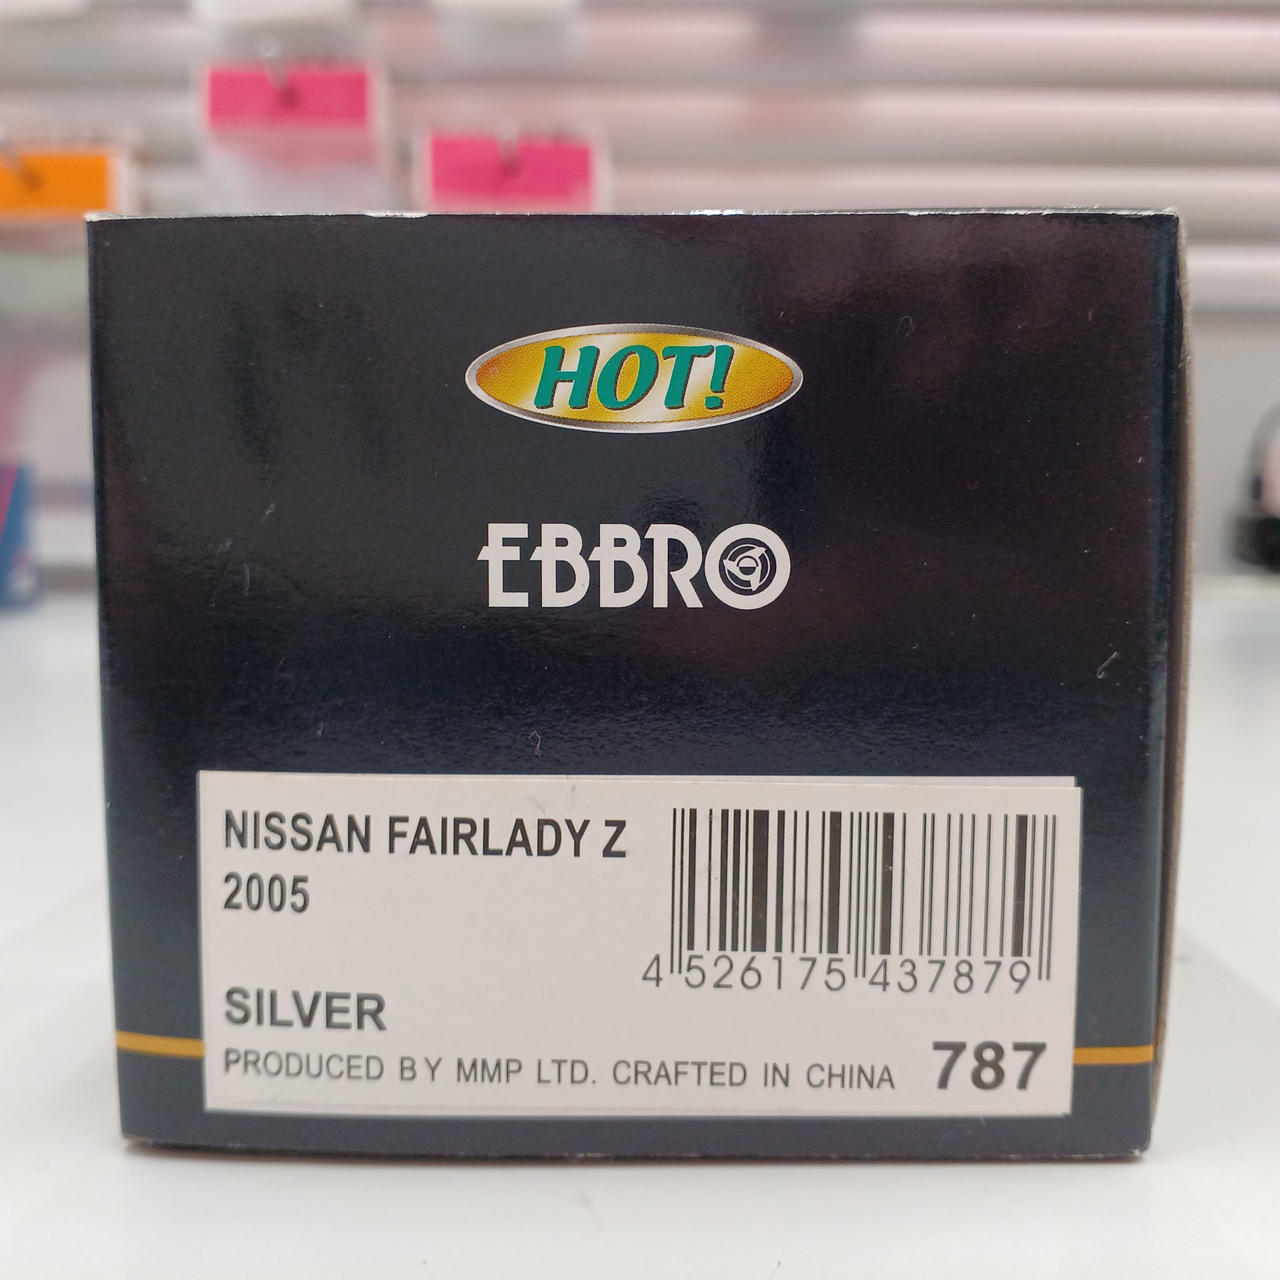 HOT!
EBBRO
NISSAN FAIRLADY Z
2005
4 526175 437879
SILVER
PRODUCED BY MMP LTD. CRAFTED IN CHINA 787